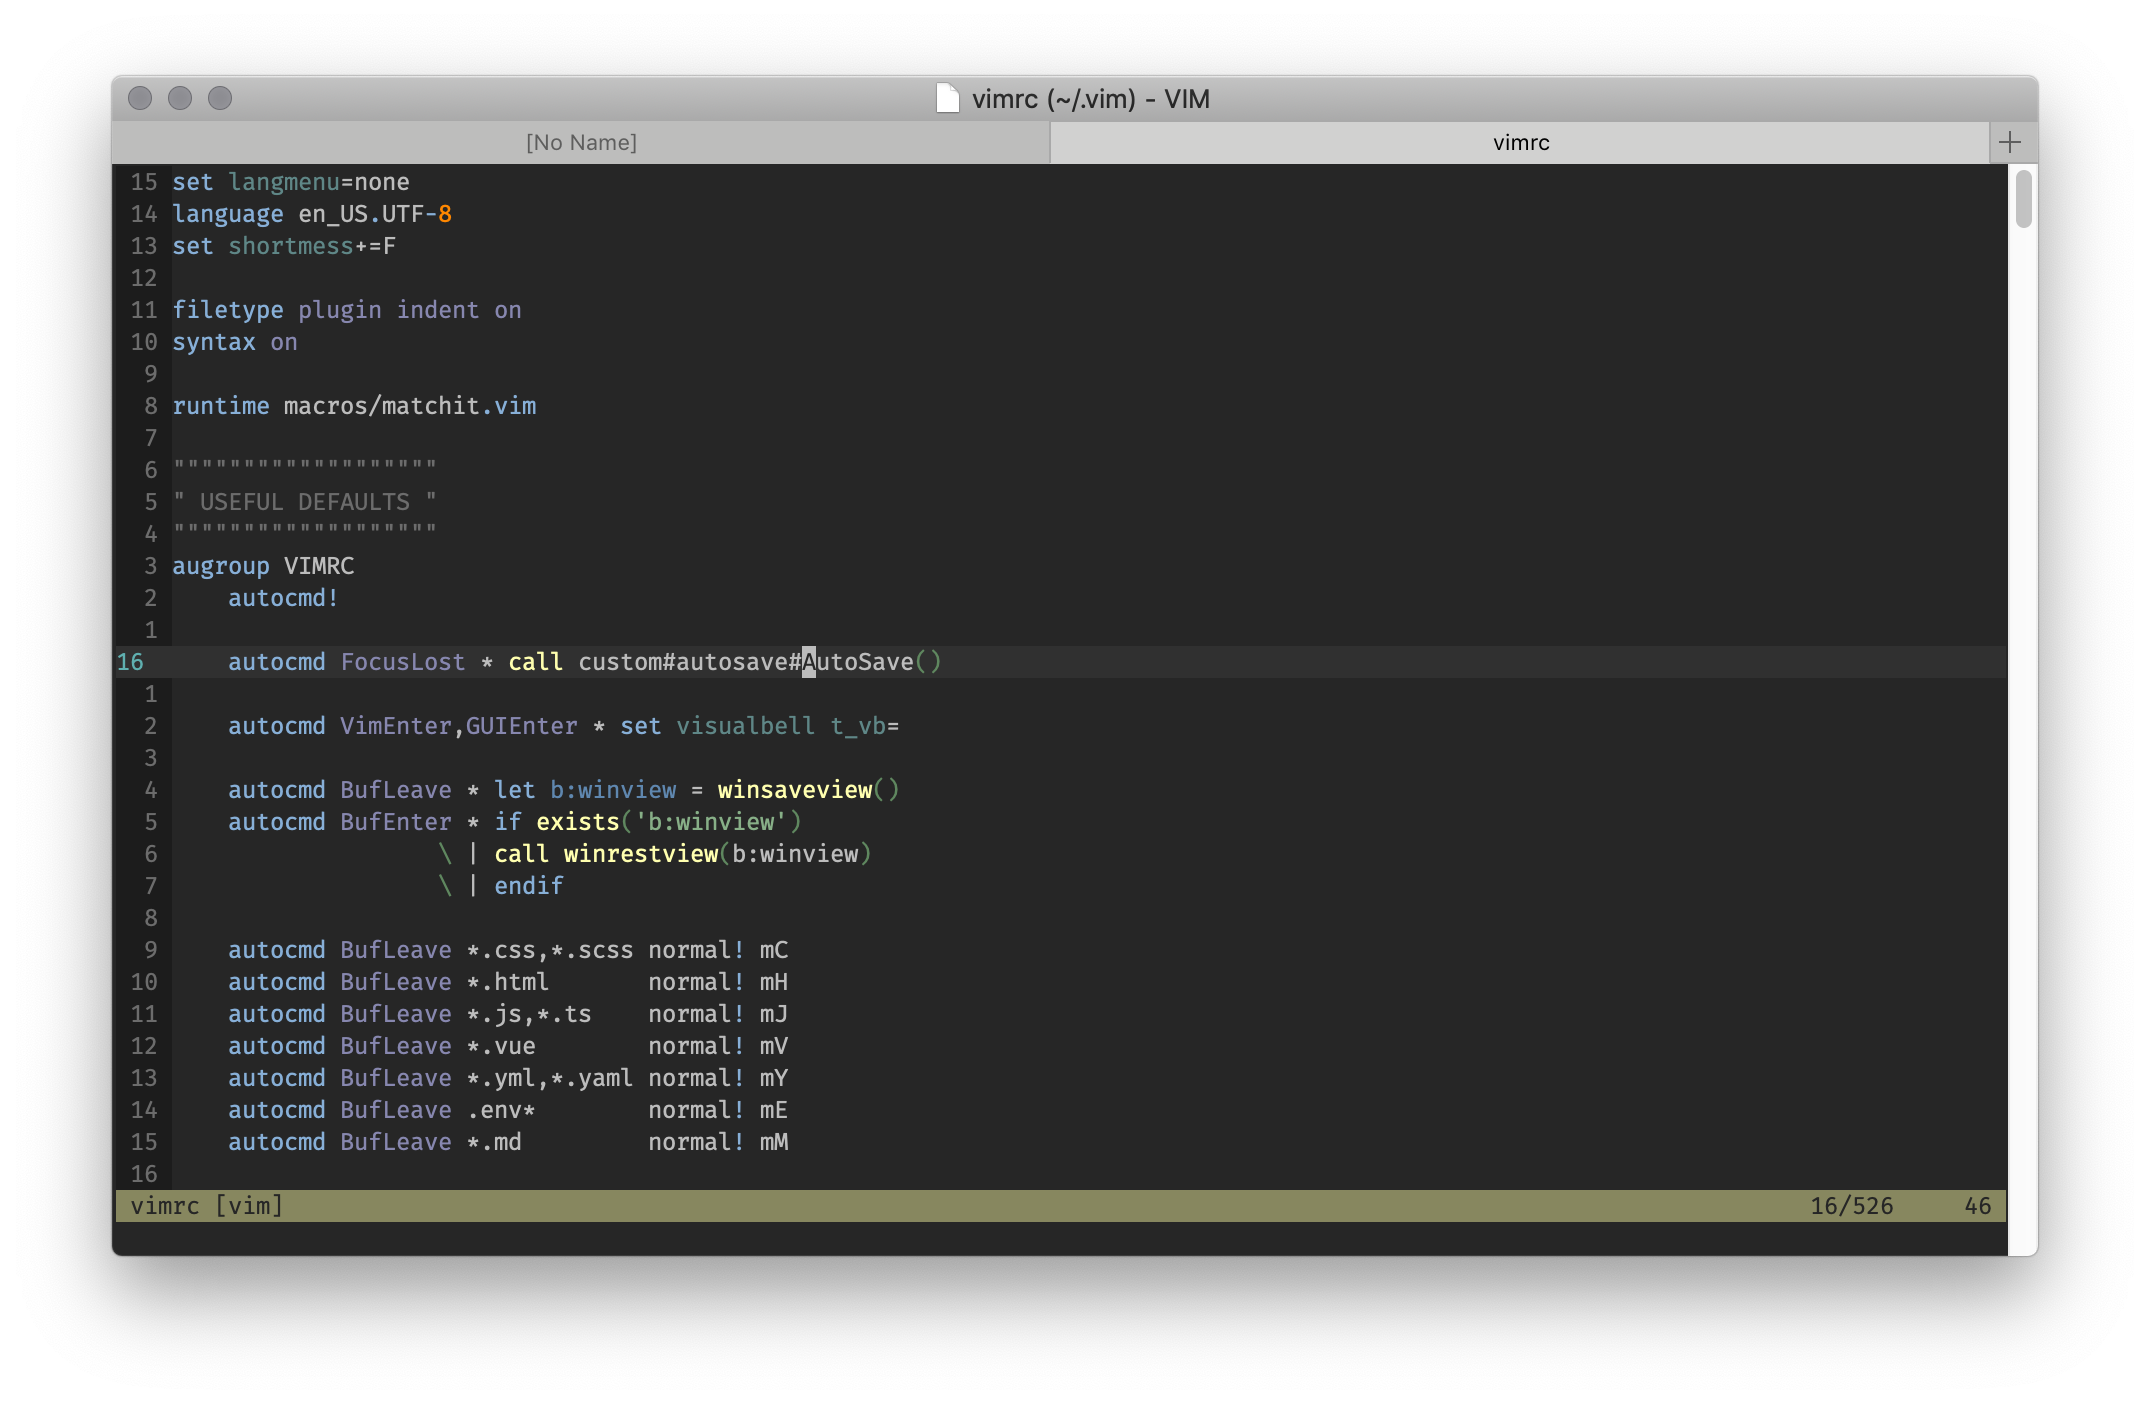 vimrc (~/.vim) - VIM
[No Name] vimrc +
15 set langmenu=none
14 language en_US.UTF-8
13 set shortmess+=F
12
11 filetype plugin indent on
10 syntax on
9
8 runtime macros/matchit.vim
7
6 """""""""""""""""""
5 " USEFUL DEFAULTS "
4 """""""""""""""""""
3 augroup VIMRC
2     autocmd!
1
16      autocmd FocusLost * call custom#autosave#AutoSave()
1
2     autocmd VimEnter,GUIEnter * set visualbell t_vb=
3
4     autocmd BufLeave * let b:winview = winsaveview()
5     autocmd BufEnter * if exists('b:winview')
6                    \ | call winrestview(b:winview)
7                    \ | endif
8
9     autocmd BufLeave *.css,*.scss normal! mC
10     autocmd BufLeave *.html       normal! mH
11     autocmd BufLeave *.js,*.ts    normal! mJ
12     autocmd BufLeave *.vue        normal! mV
13     autocmd BufLeave *.yml,*.yaml normal! mY
14     autocmd BufLeave .env*        normal! mE
15     autocmd BufLeave *.md         normal! mM
16
vimrc [vim] 16/526 46